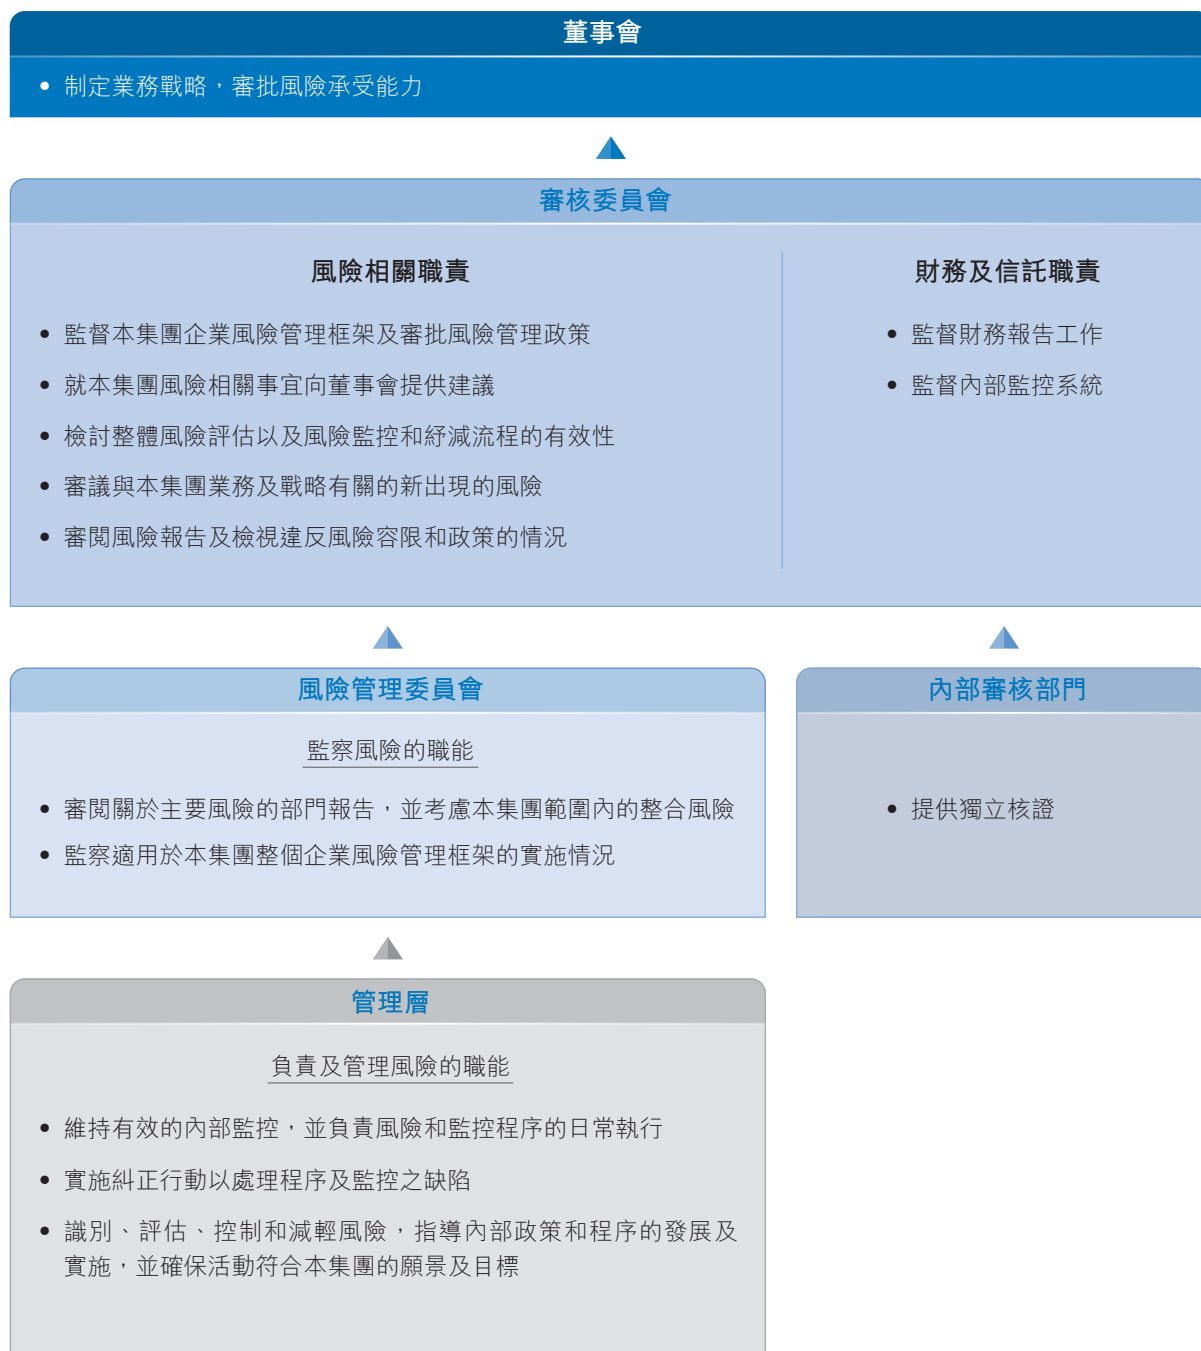 董事會
• 制定業務戰略，審批風險承受能力
審核委員會
風險相關職責
• 監督本集團企業風險管理框架及審批風險管理政策
• 就本集團風險相關事宜向董事會提供建議
• 檢討整體風險評估以及風險監控和紓減流程的有效性
• 審議與本集團業務及戰略有關的新出現的風險
• 審閱風險報告及檢視違反風險容限和政策的情況
財務及信託職責
• 監督財務報告工作
• 監督內部監控系統
風險管理委員會
監察風險的職能
• 審閱關於主要風險的部門報告，並考慮本集團範圍內的整合風險
• 監察適用於本集團整個企業風險管理框架的實施情況
內部審核部門
• 提供獨立核證
管理層
負責及管理風險的職能
• 維持有效的內部監控，並負責風險和監控程序的日常執行
• 實施糾正行動以處理程序及監控之缺陷
• 識別、評估、控制和減輕風險，指導內部政策和程序的發展及
實施，並確保活動符合本集團的願景及目標